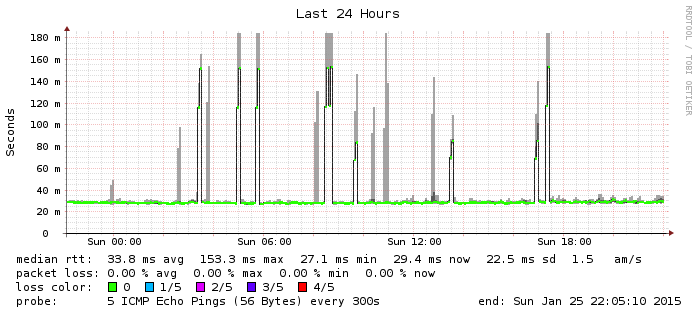 Last 24 Hours
RRDTOOL / TOBI OETIKER
Seconds
180 m
160 m
140 m
120 m
100 m
80 m
60 m
40 m
20 m
0
Sun 00:00 Sun 06:00 Sun 12:00 Sun 18:00
median rtt: 33.8 ms avg 153.3 ms max 27.1 ms min 29.4 ms now 22.5 ms sd 1.5 am/s
packet loss: 0.00 % avg 0.00 % max 0.00 % min 0.00 % now
loss color: 0 1/5 2/5 3/5 4/5
probe: 5 ICMP Echo Pings (56 Bytes) every 300s end: Sun Jan 25 22:05:10 2015